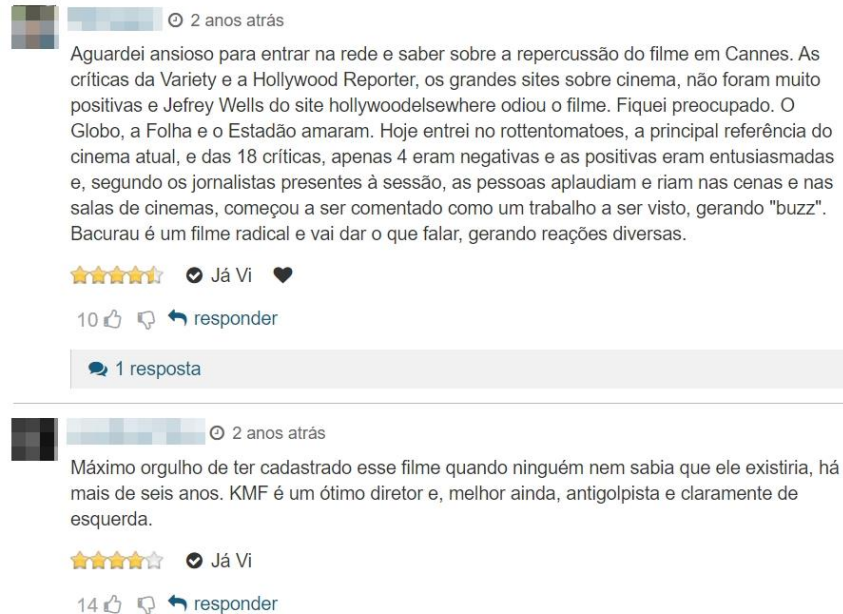 2 anos atrás
Aguardei ansioso para entrar na rede e saber sobre a repercussão do filme em Cannes. As
críticas da Variety e a Hollywood Reporter, os grandes sites sobre cinema, não foram muito
positivas e Jefrey Wells do site hollywoodelsewhere odiou o filme. Fiquei preocupado. O
Globo, a Folha e o Estadão amaram. Hoje entrei no rottentomatoes, a principal referência do
cinema atual, e das 18 críticas, apenas 4 eram negativas e as positivas eram entusiasmadas
e, segundo os jornalistas presentes à sessão, as pessoas aplaudiam e riam nas cenas e nas
salas de cinemas, começou a ser comentado como um trabalho a ser visto, gerando "buzz".
Bacurau é um filme radical e vai dar o que falar, gerando reações diversas.
Já Vi
10 responder
1 resposta
2 anos atrás
Máximo orgulho de ter cadastrado esse filme quando ninguém nem sabia que ele existiria, há
mais de seis anos. KMF é um ótimo diretor e, melhor ainda, antigolpista e claramente de
esquerda.
Já Vi
14 responder